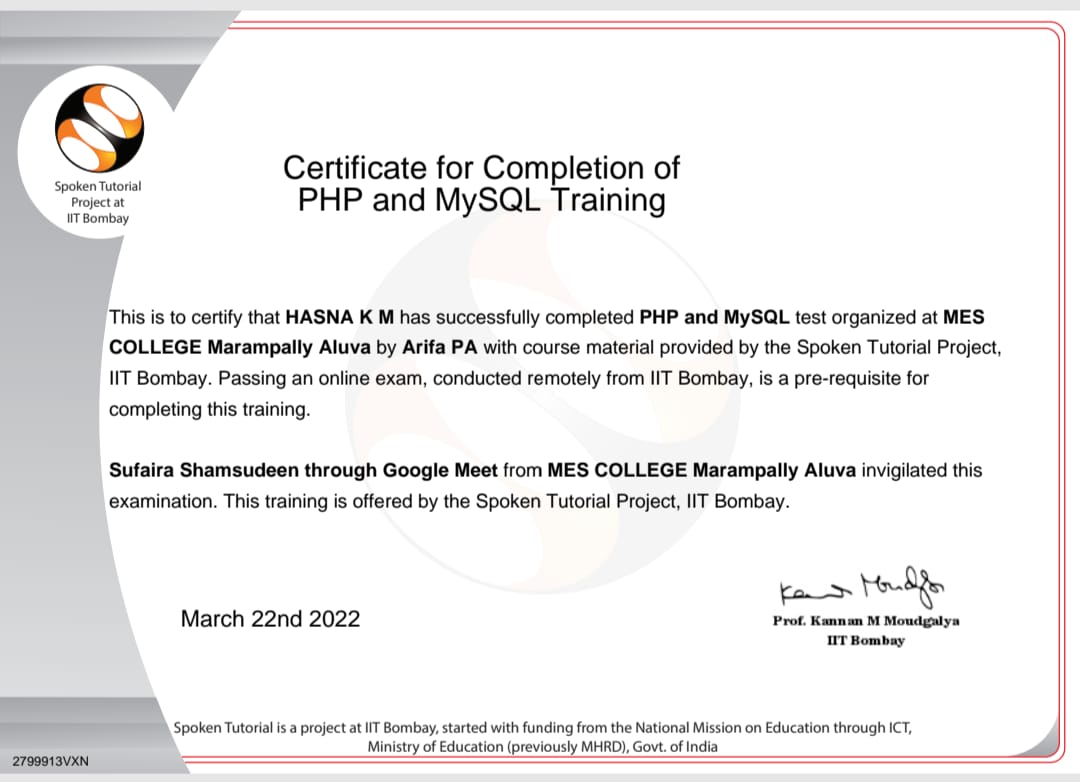 Spoken Tutorial
Project at
IIT Bombay
Certificate for Completion of
PHP and MySQL Training
This is to certify that HASNA K M has successfully completed PHP and MySQL test organized at MES
COLLEGE Marampally Aluva by Arifa PA with course material provided by the Spoken Tutorial Project,
IIT Bombay. Passing an online exam, conducted remotely from IIT Bombay, is a pre-requisite for
completing this training.
Sufaira Shamsudeen through Google Meet from MES COLLEGE Marampally Aluva invigilated this
examination. This training is offered by the Spoken Tutorial Project, IIT Bombay.
March 22nd 2022
Prof. Kannan M Moudgalya
IIT Bombay
Spoken Tutorial is a project at IIT Bombay, started with funding from the National Mission on Education through ICT,
Ministry of Education (previously MHRD), Govt. of India
2799913VXN